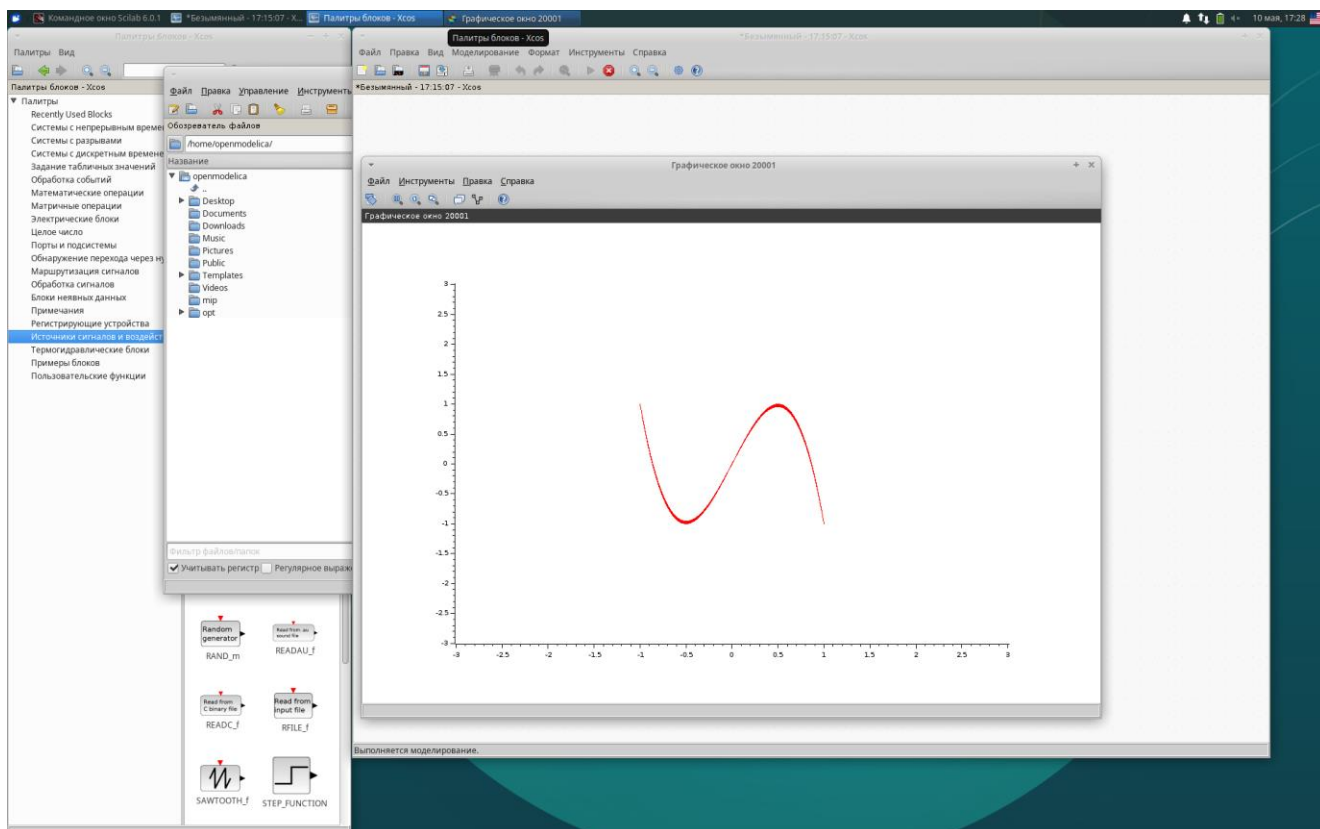 Командное окно Scilab 6.0.1
*Безымянный - 17:15:07 - X...
Палитры блоков - Xcos
Графическое окно 20001
10 мая, 17:28
Палитры блоков - Xcos
Палитры блоков - Xcos
*Безымянный - 17:15:07 - Xcos
Палитры Вид
Файл Правка Вид Моделирование Формат Инструменты Справка
Палитры блоков - Xcos
*Безымянный - 17:15:07 - Xcos
Палитры
Recently Used Blocks
Системы с непрерывным времен
Системы с разрывами
Системы с дискретным временe
Задание табличных значений
Обработка событий
Математические операции
Матричные операции
Электрические блоки
Целое число
Порты и подсистемы
Обнаружение перехода через ну
Маршрутизация сигналов
Обработка сигналов
Блоки неявных данных
Примечания
Регистрирующие устройства
Источники сигналов и воздейст
Термогидравлические блоки
Примеры блоков
Пользовательские функции
Файл Правка Управление Инструменты
Обозреватель файлов
/home/openmodelica/
Название
openmodelica
..
Desktop
Documents
Downloads
Music
Pictures
Public
Templates
Videos
mip
opt
Фильтр файлов/папок
Учитывать регистр Регулярное выраж
Random
generator
RAND_m
Read from au
sound file
READAU_f
Read from
C binary file
READC_f
Read from
input file
RFILE_f
SAWTOOTH_f
STEP_FUNCTION
Графическое окно 20001
Файл Инструменты Правка Справка
Графическое окно 20001
3
2.5
2
1.5
1
0.5
0
-0.5
-1
-1.5
-2
-2.5
-3
-3 -2.5 -2 -1.5 -1 -0.5 0 0.5 1 1.5 2 2.5 3
Выполняется моделирование.